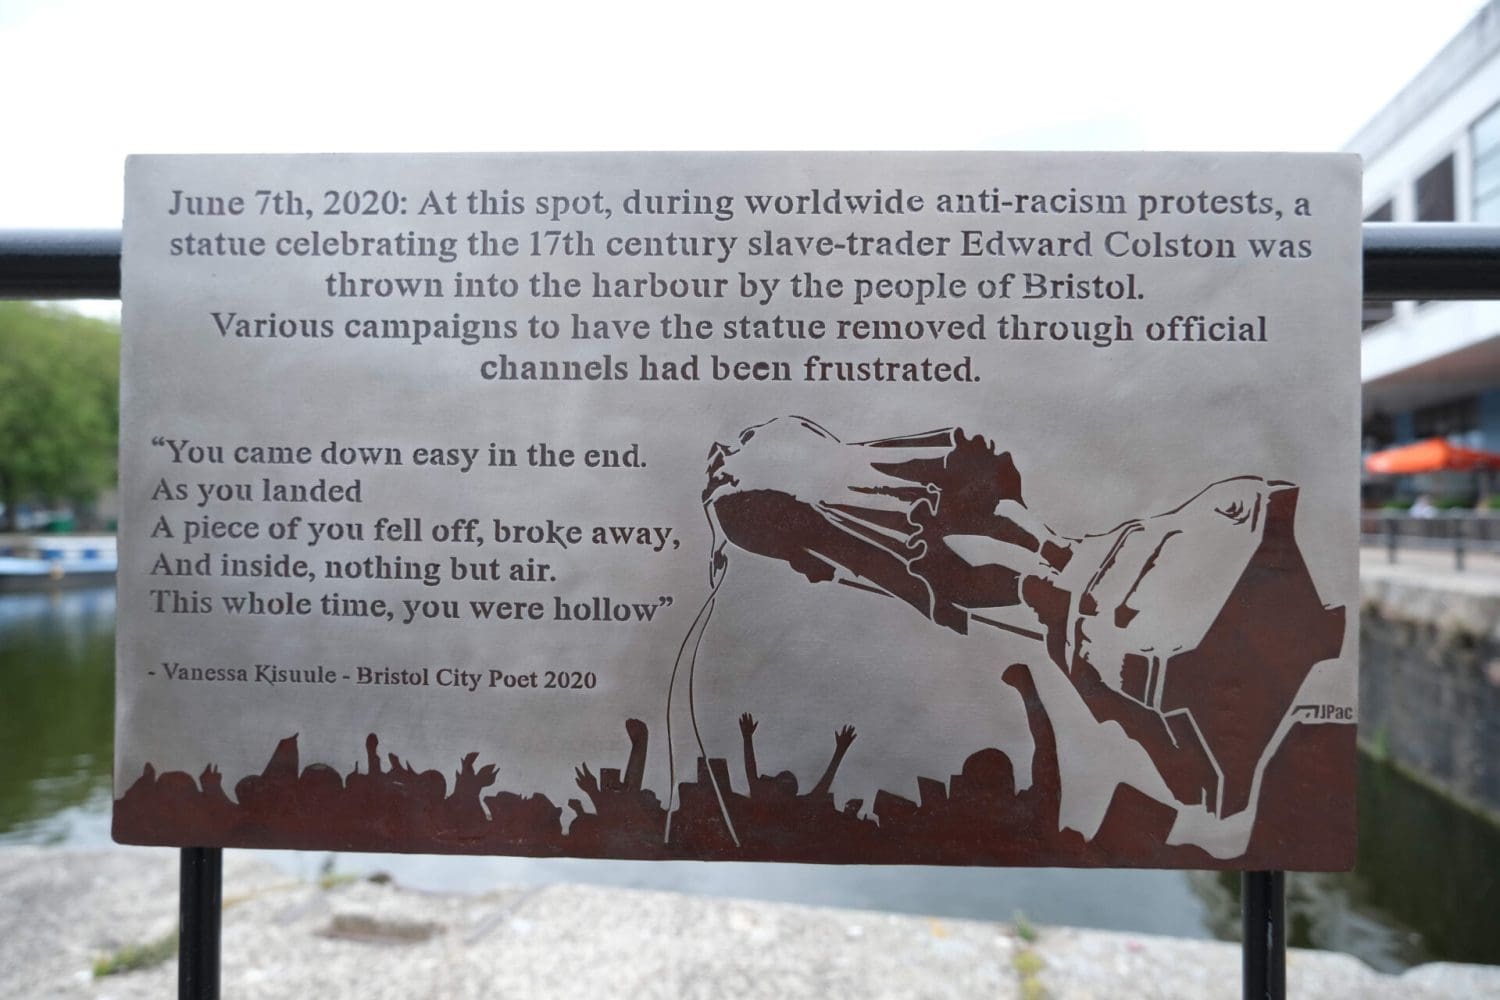 June 7th, 2020: At this spot, during worldwide anti-racism protests, a
statue celebrating the 17th century slave-trader Edward Colston was
thrown into the harbour by the people of Bristol.
Various campaigns to have the statue removed through official
channels had been frustrated.
“You came down easy in the end.
As you landed
A piece of you fell off, broke away,
And inside, nothing but air.
This whole time, you were hollow”
- Vanessa Kisuule - Bristol City Poet 2020
JPac